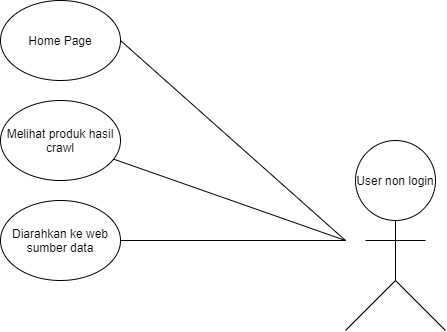 Home Page
Melihat produk hasil
crawl
User non login
Diarahkan ke web
sumber data